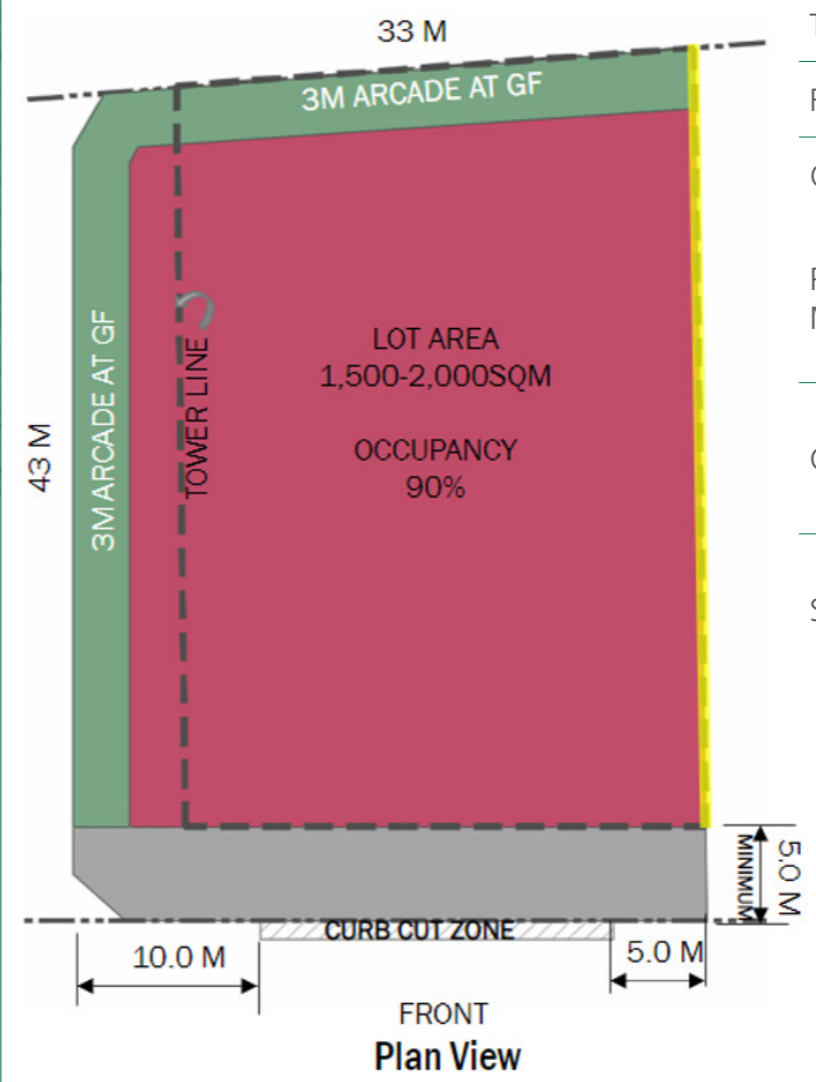 33 M
3M ARCADE AT GF
43 M
3M ARCADE AT GF
TOWER LINE
LOT AREA
1,500-2,000SQM
OCCUPANCY
90%
5.0 M
MINIMUM
CURB CUT ZONE
10.0 M
5.0 M
FRONT
Plan View